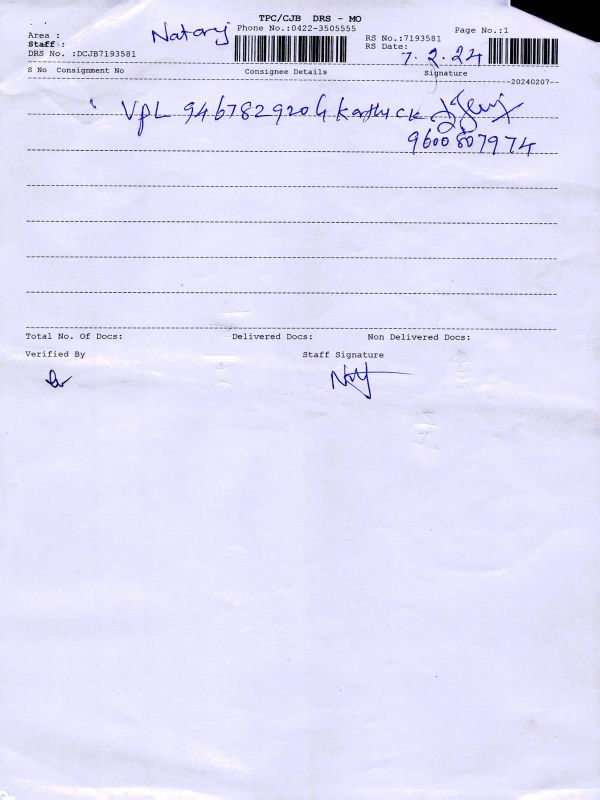 TPC/CJB DRS - MO
Area : Nataraj Phone No.:0422-3505555 RS No.:7193581 Page No.:1
Staff : RS Date: 7.2.24
DRS No. :DCJB7193581
S No Consignment No Consignee Details Signature
20240207
VPL 946782920 Karthick
9600807974
Total No. Of Docs: Delivered Docs: Non Delivered Docs:
Verified By Staff Signature